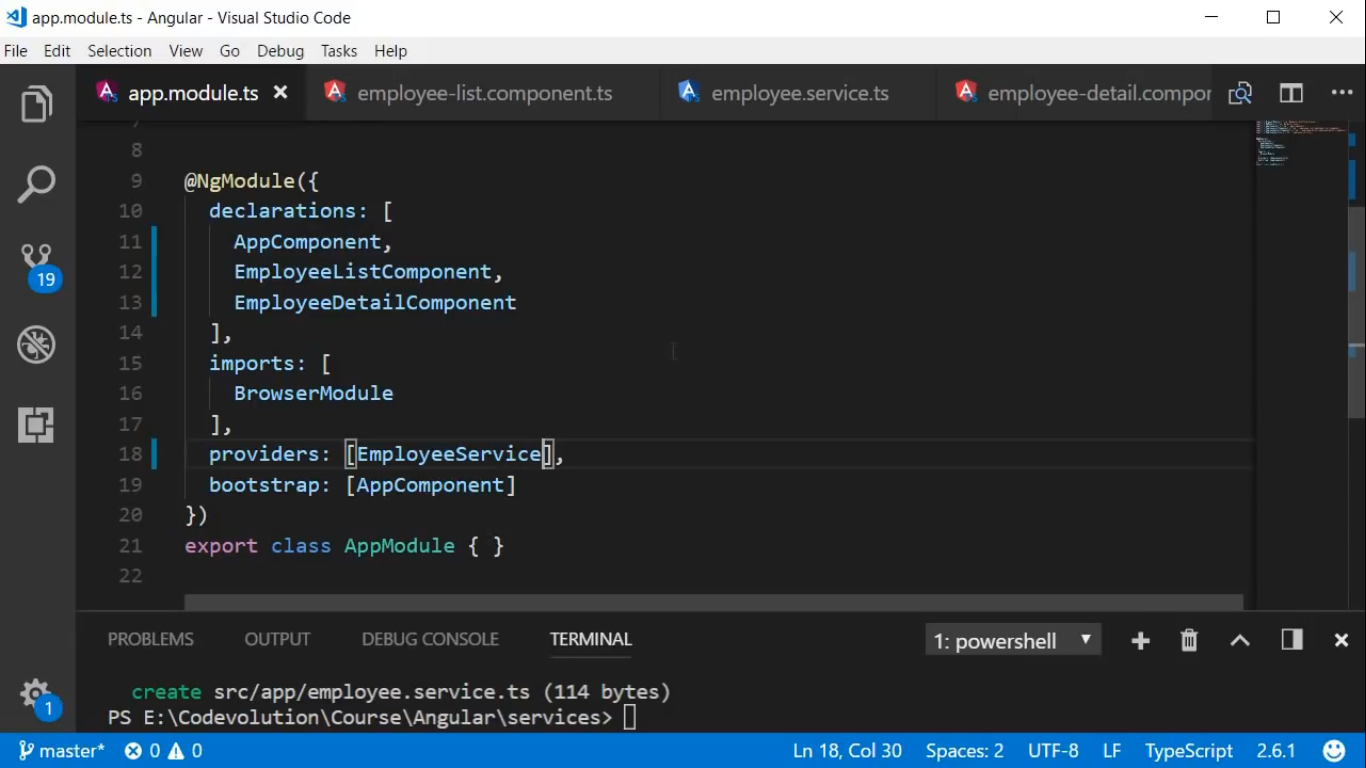 app.module.ts - Angular - Visual Studio Code
File Edit Selection View Go Debug Tasks Help
app.module.ts employee-list.component.ts employee.service.ts employee-detail.compor
8
9 @NgModule({
10 declarations: [
11 AppComponent,
12 EmployeeListComponent,
13 EmployeeDetailComponent
14 ],
15 imports: [
16 BrowserModule
17 ],
18 providers: [EmployeeService],
19 bootstrap: [AppComponent]
20 })
21 export class AppModule { }
22
19
1
PROBLEMS OUTPUT DEBUG CONSOLE TERMINAL 1: powershell
create src/app/employee.service.ts (114 bytes)
PS E:\Codevolution\Course\Angular\services>
master* 0 0 Ln 18, Col 30 Spaces: 2 UTF-8 LF TypeScript 2.6.1